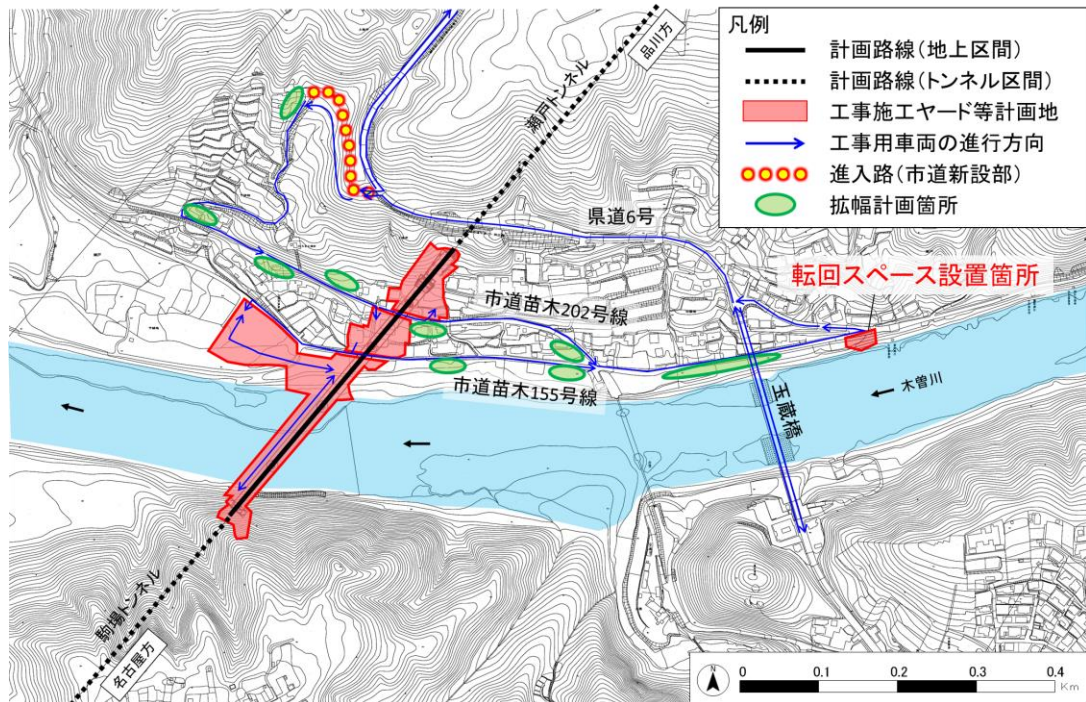 凡例
計画路線(地上区間)
計画路線(トンネル区間)
工事施工ヤード等計画地
工事用車両の進行方向
進入路(市道新設部)
拡幅計画箇所
品川方
瀬戸トンネル
県道6号
転回スペース設置箇所
市道苗木202号線
市道苗木155号線
木曽川
玉蔵橋
駒場トンネル
名古屋方
N
0 0.1 0.2 0.3 0.4
Km